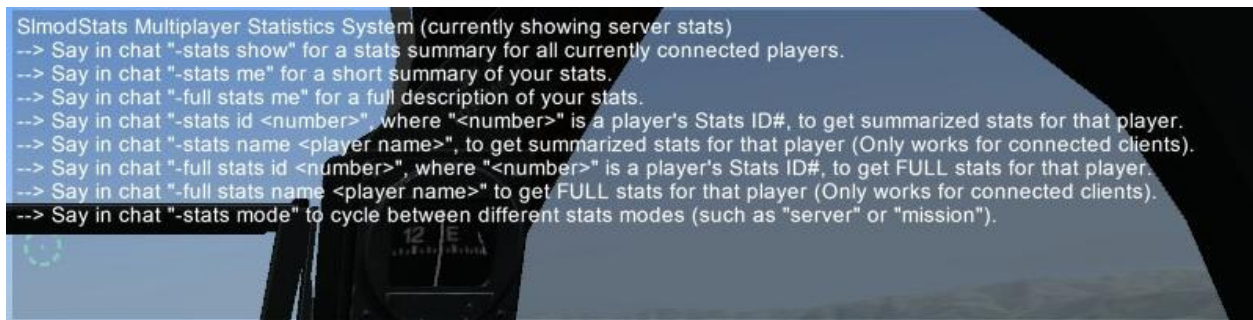 SlmodStats Multiplayer Statistics System (currently showing server stats)
--> Say in chat "-stats show" for a stats summary for all currently connected players.
--> Say in chat "-stats me" for a short summary of your stats.
--> Say in chat "-full stats me" for a full description of your stats.
--> Say in chat "-stats id <number>", where "<number>" is a player's Stats ID#, to get summarized stats for that player.
--> Say in chat "-stats name <player name>", to get summarized stats for that player (Only works for connected clients).
--> Say in chat "-full stats id <number>", where "<number>" is a player's Stats ID#, to get FULL stats for that player.
--> Say in chat "-full stats name <player name>" to get FULL stats for that player (Only works for connected clients).
--> Say in chat "-stats mode" to cycle between different stats modes (such as "server" or "mission").
12 E